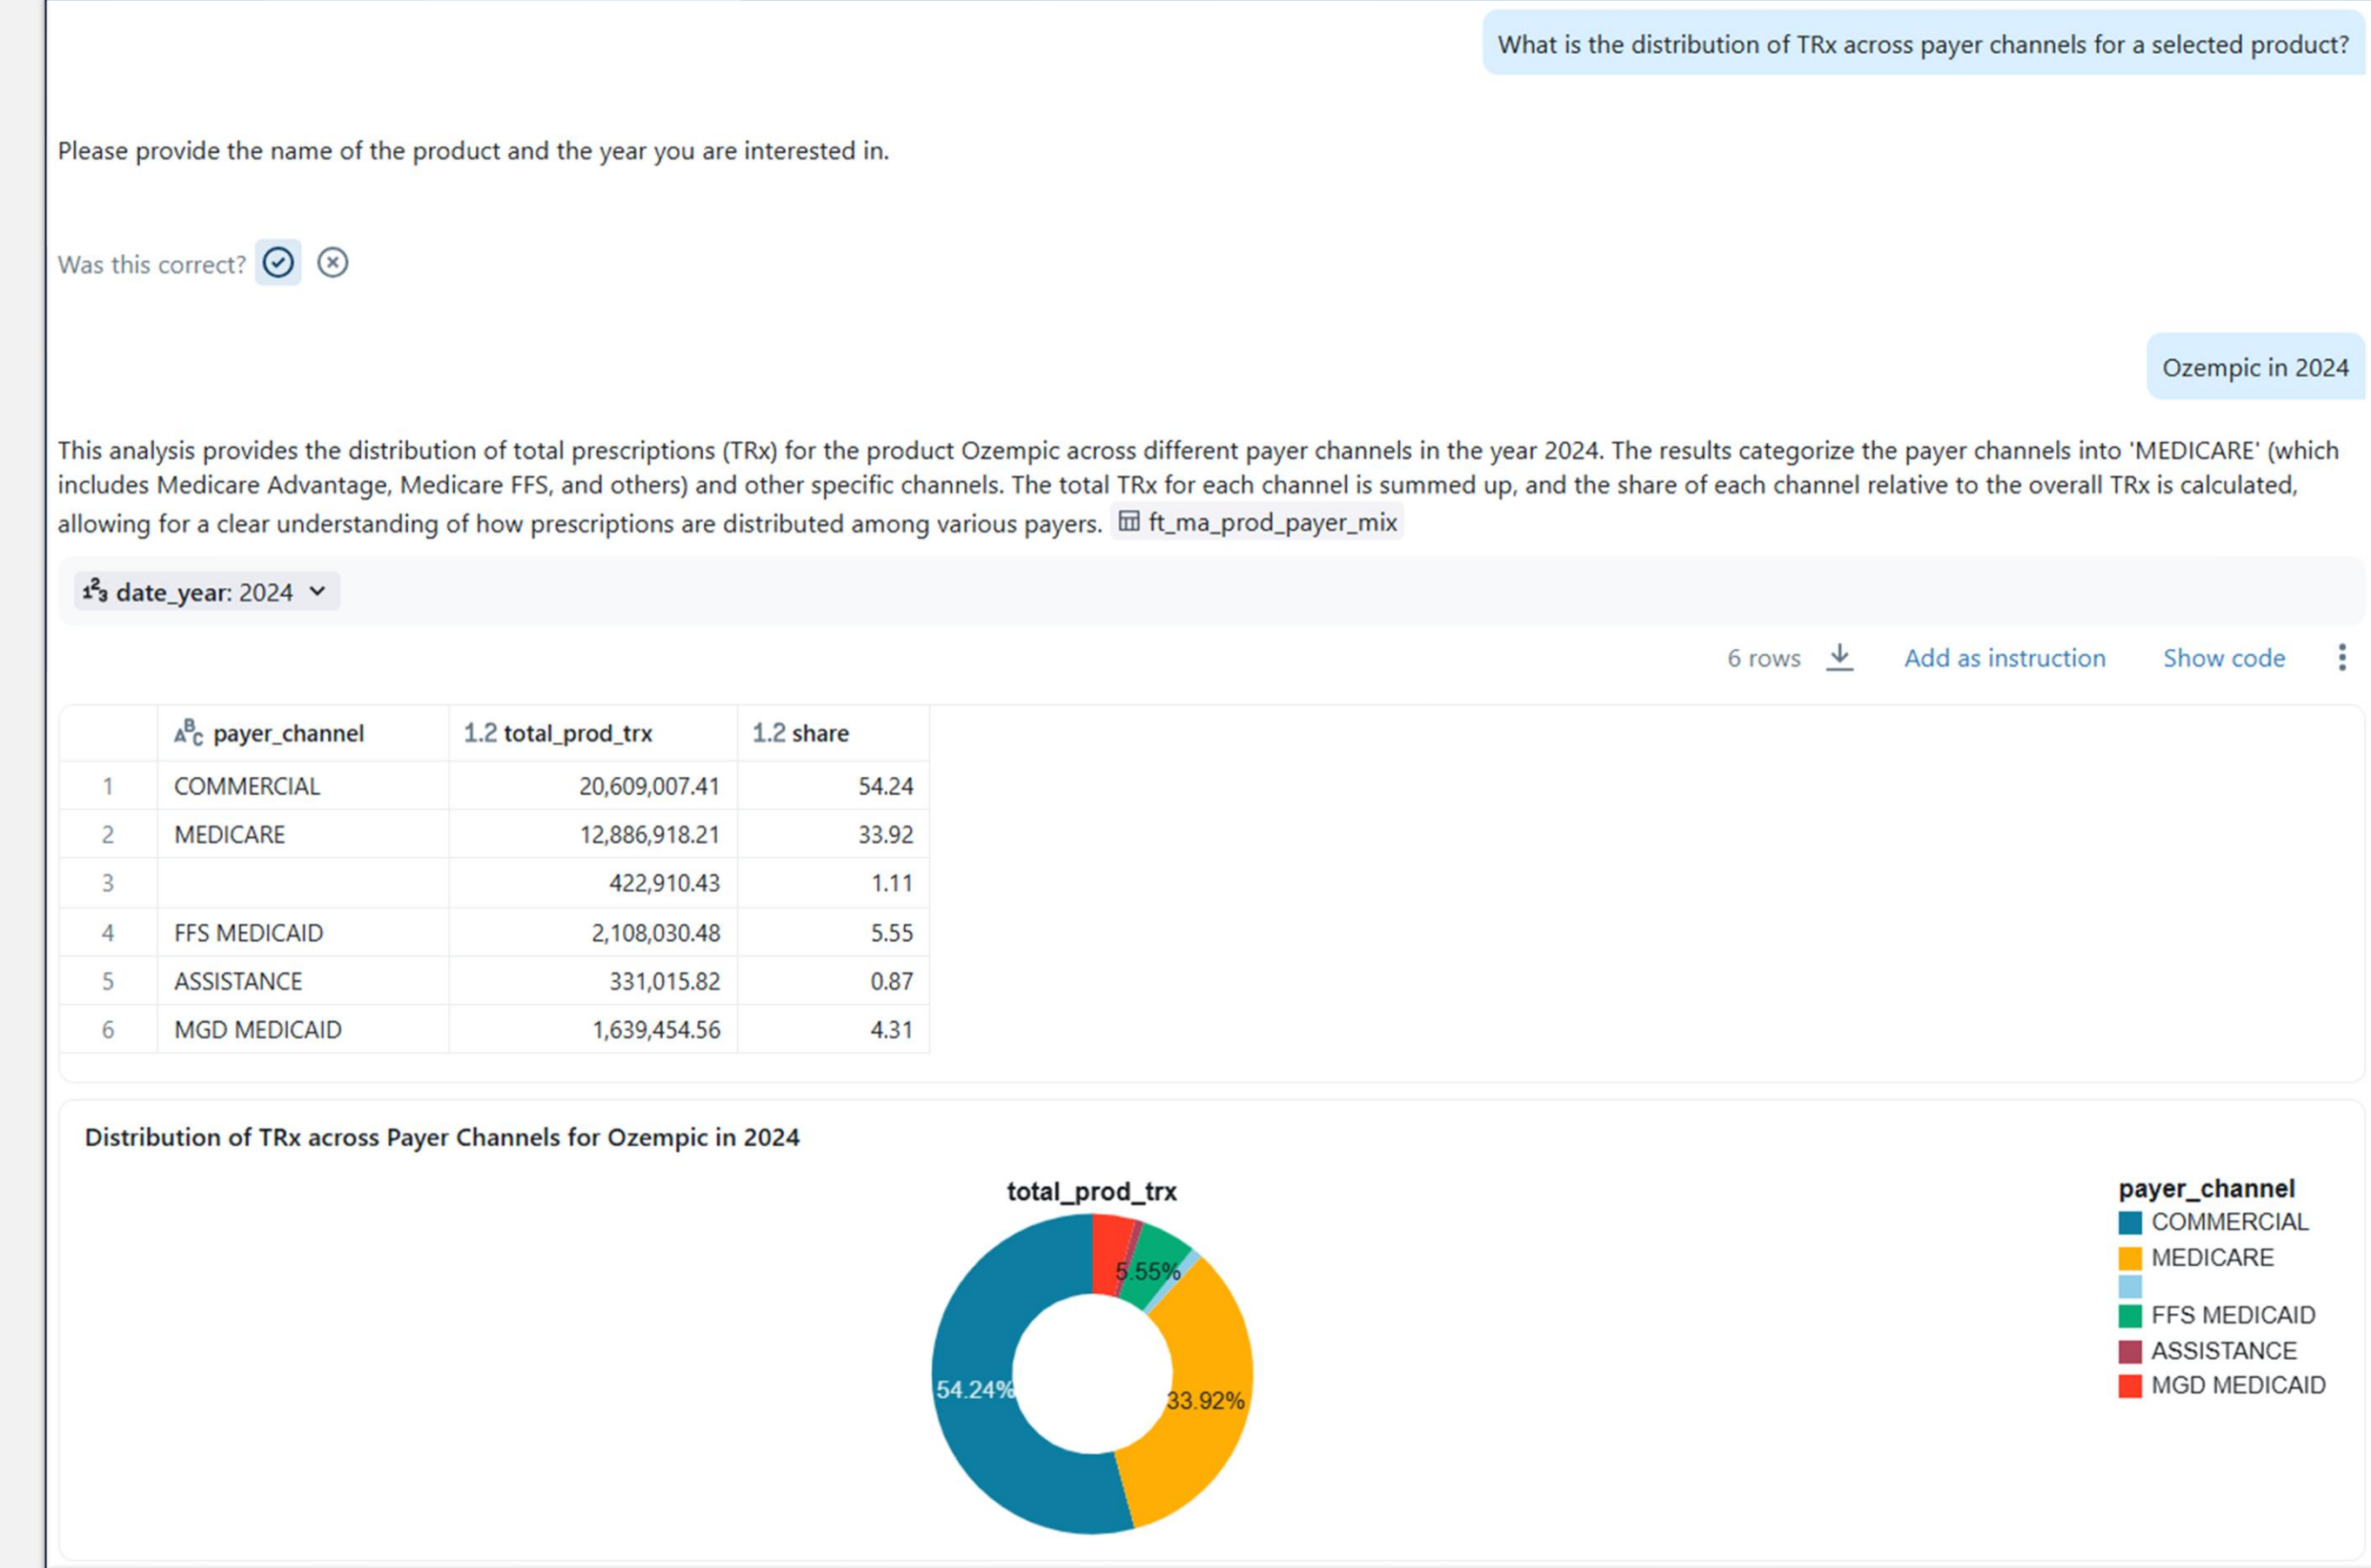 What is the distribution of TRx across payer channels for a selected product?
Please provide the name of the product and the year you are interested in.
Was this correct?
Ozempic in 2024
This analysis provides the distribution of total prescriptions (TRx) for the product Ozempic across different payer channels in the year 2024. The results categorize the payer channels into 'MEDICARE' (which
includes Medicare Advantage, Medicare FFS, and others) and other specific channels. The total TRx for each channel is summed up, and the share of each channel relative to the overall TRx is calculated,
allowing for a clear understanding of how prescriptions are distributed among various payers. ft_ma_prod_payer_mix
123 date_year: 2024
6 rows Add as instruction Show code
ABC payer_channel 1.2 total_prod_trx 1.2 share
1 COMMERCIAL 20,609,007.41 54.24
2 MEDICARE 12,886,918.21 33.92
3 422,910.43 1.11
4 FFS MEDICAID 2,108,030.48 5.55
5 ASSISTANCE 331,015.82 0.87
6 MGD MEDICAID 1,639,454.56 4.31
Distribution of TRx across Payer Channels for Ozempic in 2024
total_prod_trx
5.55%
54.24%
33.92%
payer_channel
COMMERCIAL
MEDICARE
FFS MEDICAID
ASSISTANCE
MGD MEDICAID